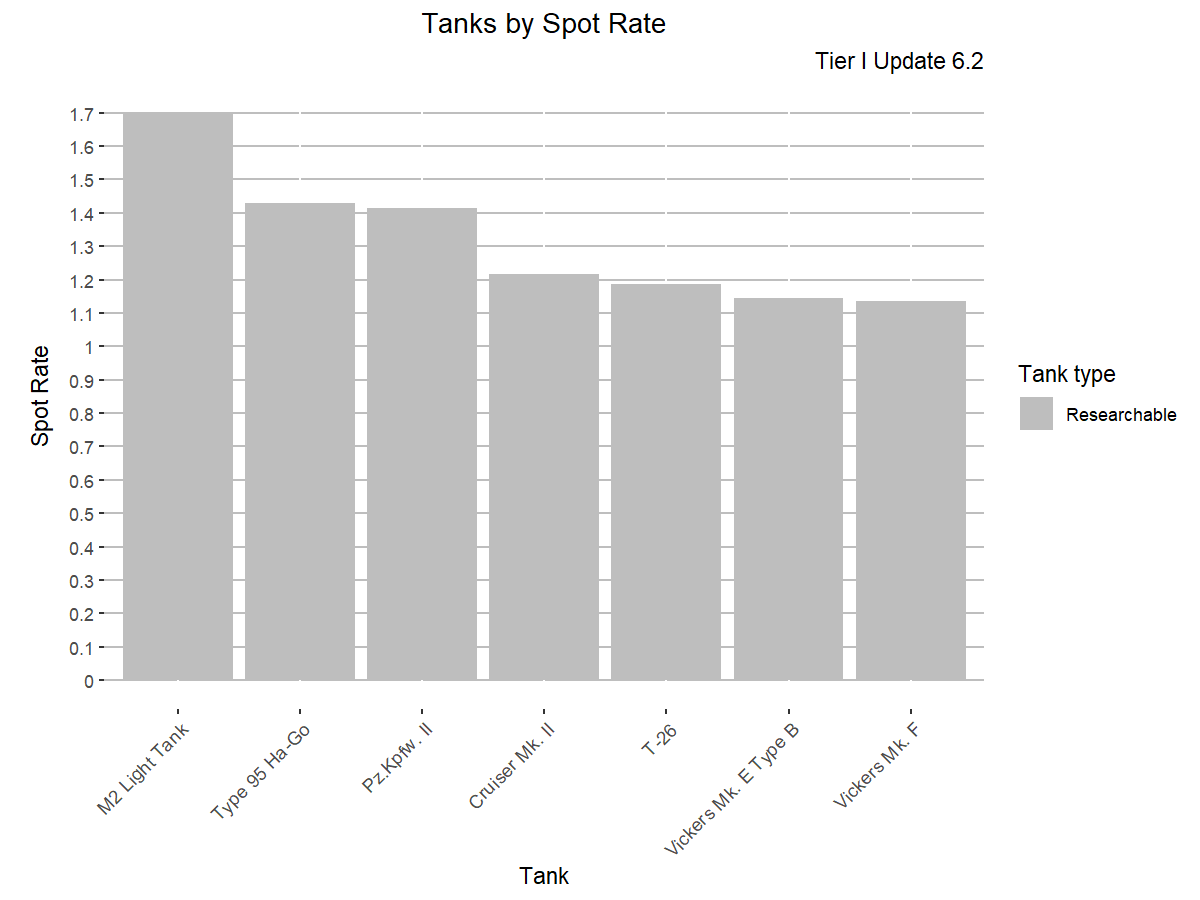 Tanks by Spot Rate
Tier I Update 6.2
Spot Rate
1.7
1.6
1.5
1.4
1.3
1.2
1.1
1
0.9
0.8
0.7
0.6
0.5
0.4
0.3
0.2
0.1
0
M2 Light Tank
Type 95 Ha-Go
Pz.Kpfw. II
Cruiser Mk. II
T-26
Vickers Mk. E Type B
Vickers Mk. F
Tank
Tank type
Researchable